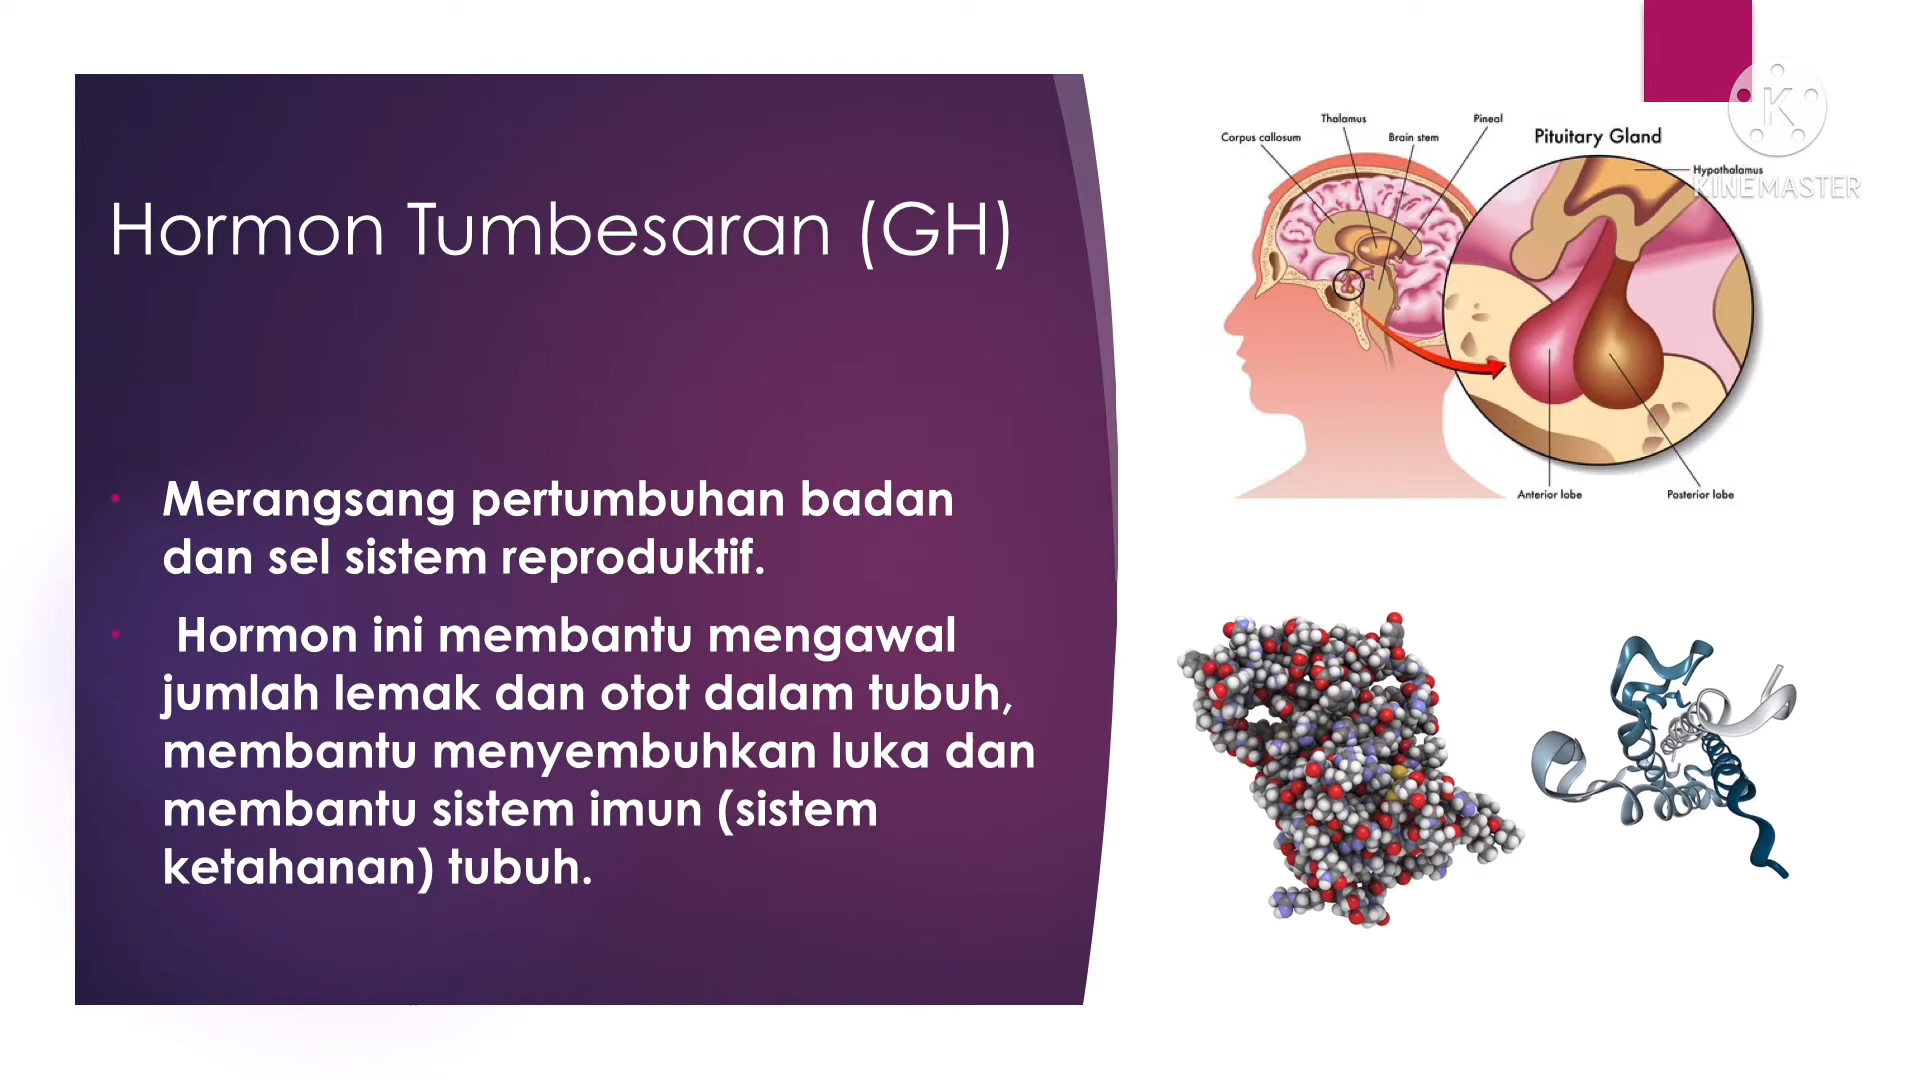 Hormon Tumbesaran (GH)
• Merangsang pertumbuhan badan
dan sel sistem reproduktif.
• Hormon ini membantu mengawal
jumlah lemak dan otot dalam tubuh,
membantu menyembuhkan luka dan
membantu sistem imun (sistem
ketahanan) tubuh.
Thalamus
Pineal
Corpus callosum
Brain stem
Pituitary Gland
Hypothalamus
Anterior lobe
Posterior lobe
K
KINEMASTER